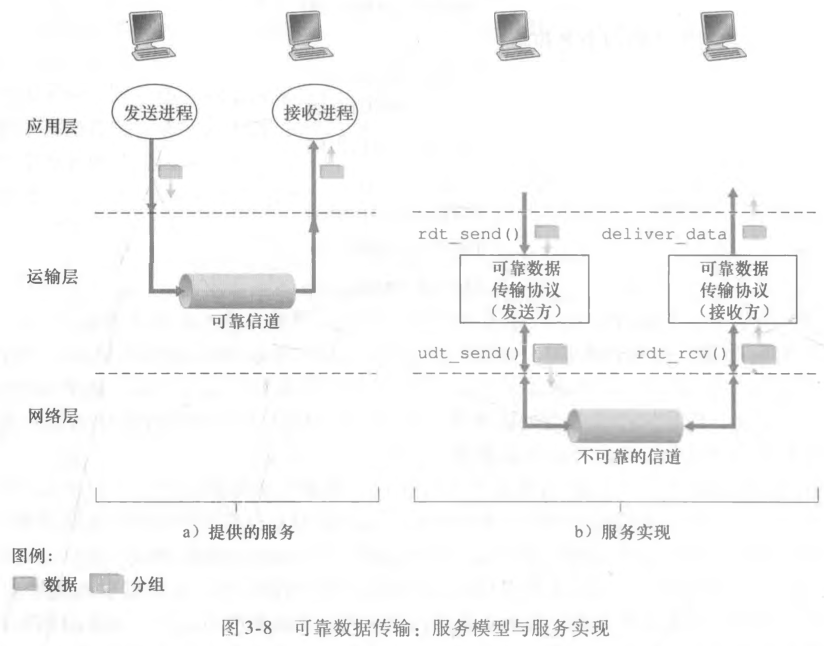 发送进程
接收进程
应用层
rdt_send()
deliver_data
运输层
可靠数据
传输协议
(发送方)
可靠数据
传输协议
(接收方)
可靠信道
udt_send()
rdt_rcv()
网络层
不可靠的信道
a)提供的服务
b)服务实现
图例:
数据
分组
图3-8 可靠数据传输:服务模型与服务实现